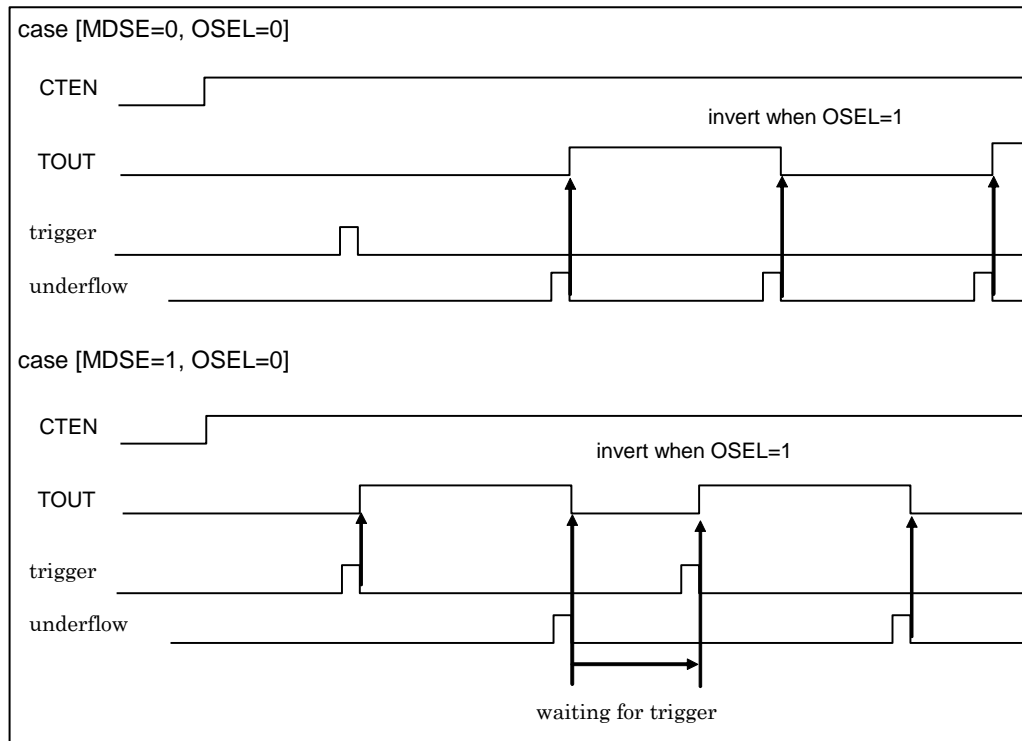 case [MDSE=0, OSEL=0]
CTEN
invert when OSEL=1
TOUT
trigger
underflow
case [MDSE=1, OSEL=0]
CTEN
invert when OSEL=1
TOUT
trigger
underflow
waiting for trigger